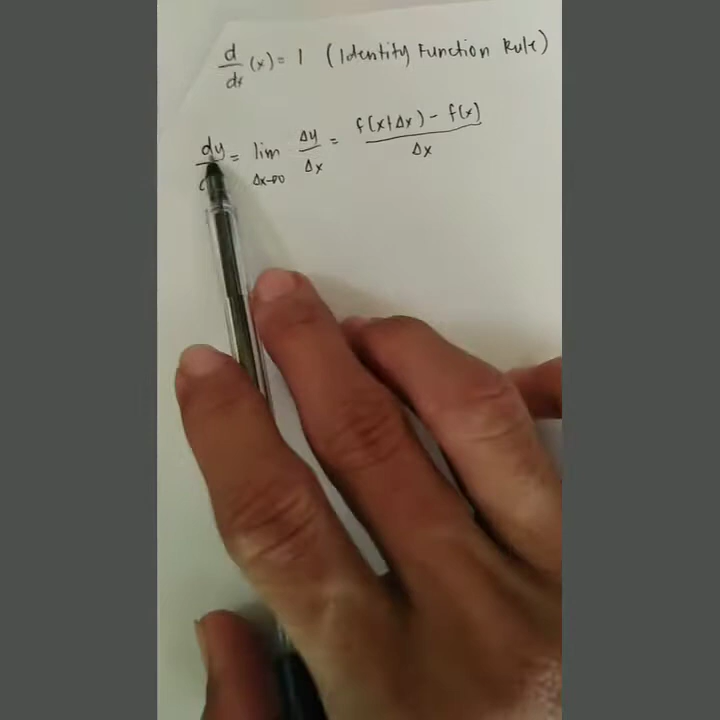 d/dx (x) = 1 (Identity Function Rule)
dy/ = lim Δx→0 Δy/Δx = f(x+Δx) - f(x)/Δx